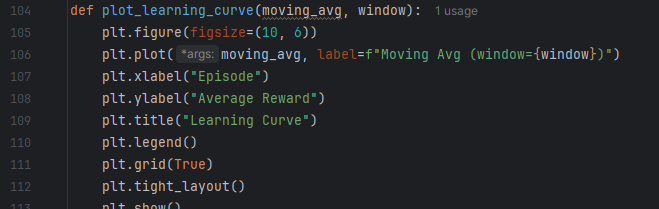 104 def plot_learning_curve(moving_avg, window): 1 usage
105 plt.figure(figsize=(10, 6))
106 plt.plot( *args: moving_avg, label=f"Moving Avg (window={window})")
107 plt.xlabel("Episode")
108 plt.ylabel("Average Reward")
109 plt.title("Learning Curve")
110 plt.legend()
111 plt.grid(True)
112 plt.tight_layout()
113 plt.show()